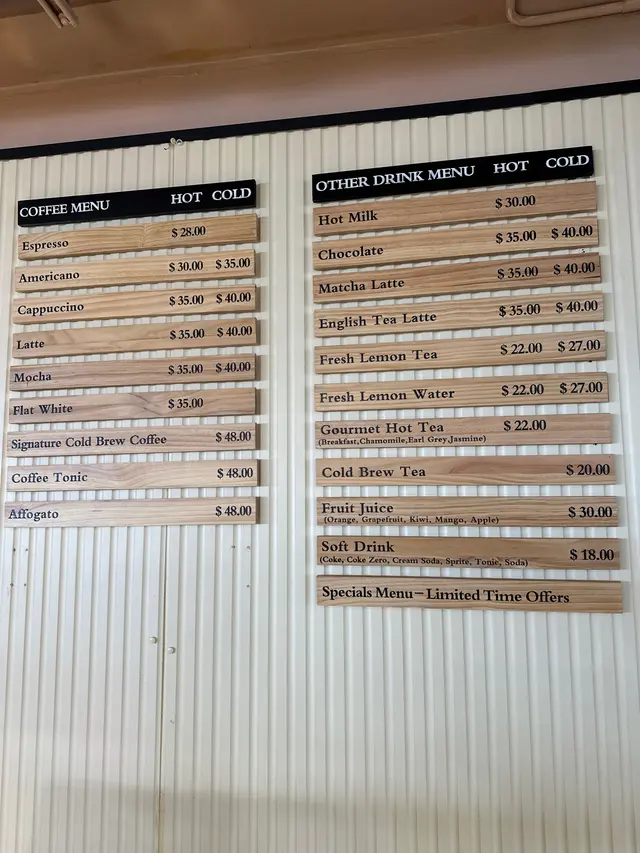 COFFEE MENU HOT COLD
Espresso $ 28.00
Americano $ 30.00 $ 35.00
Cappuccino $ 35.00 $ 40.00
Latte $ 35.00 $ 40.00
Mocha $ 35.00 $ 40.00
Flat White $ 35.00
Signature Cold Brew Coffee $ 48.00
Coffee Tonic $ 48.00
Affogato $ 48.00
OTHER DRINK MENU HOT COLD
Hot Milk $ 30.00
Chocolate $ 35.00 $ 40.00
Matcha Latte $ 35.00 $ 40.00
English Tea Latte $ 35.00 $ 40.00
Fresh Lemon Tea $ 22.00 $ 27.00
Fresh Lemon Water $ 22.00 $ 27.00
Gourmet Hot Tea $ 22.00
(Breakfast,Chamomile,Earl Grey,Jasmine)
Cold Brew Tea $ 20.00
Fruit Juice $ 30.00
(Orange, Grapefruit, Kiwi, Mango, Apple)
Soft Drink $ 18.00
(Coke, Coke Zero, Cream Soda, Sprite, Tonic, Soda)
Specials Menu－Limited Time Offers